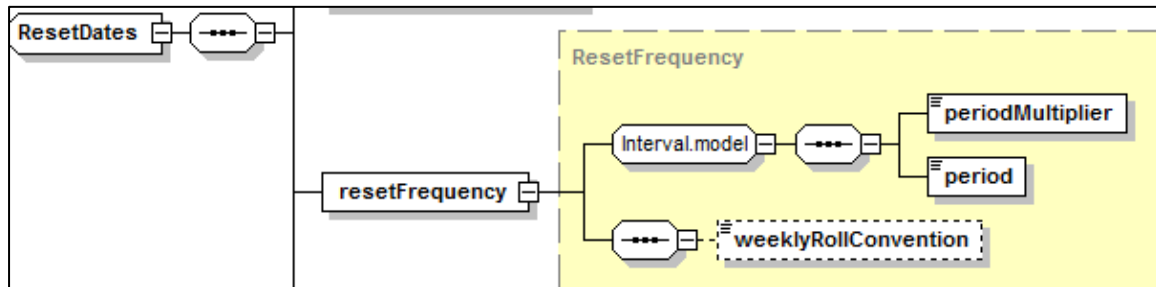 ResetDates
ResetFrequency
Interval.model
periodMultiplier
period
resetFrequency
weeklyRollConvention